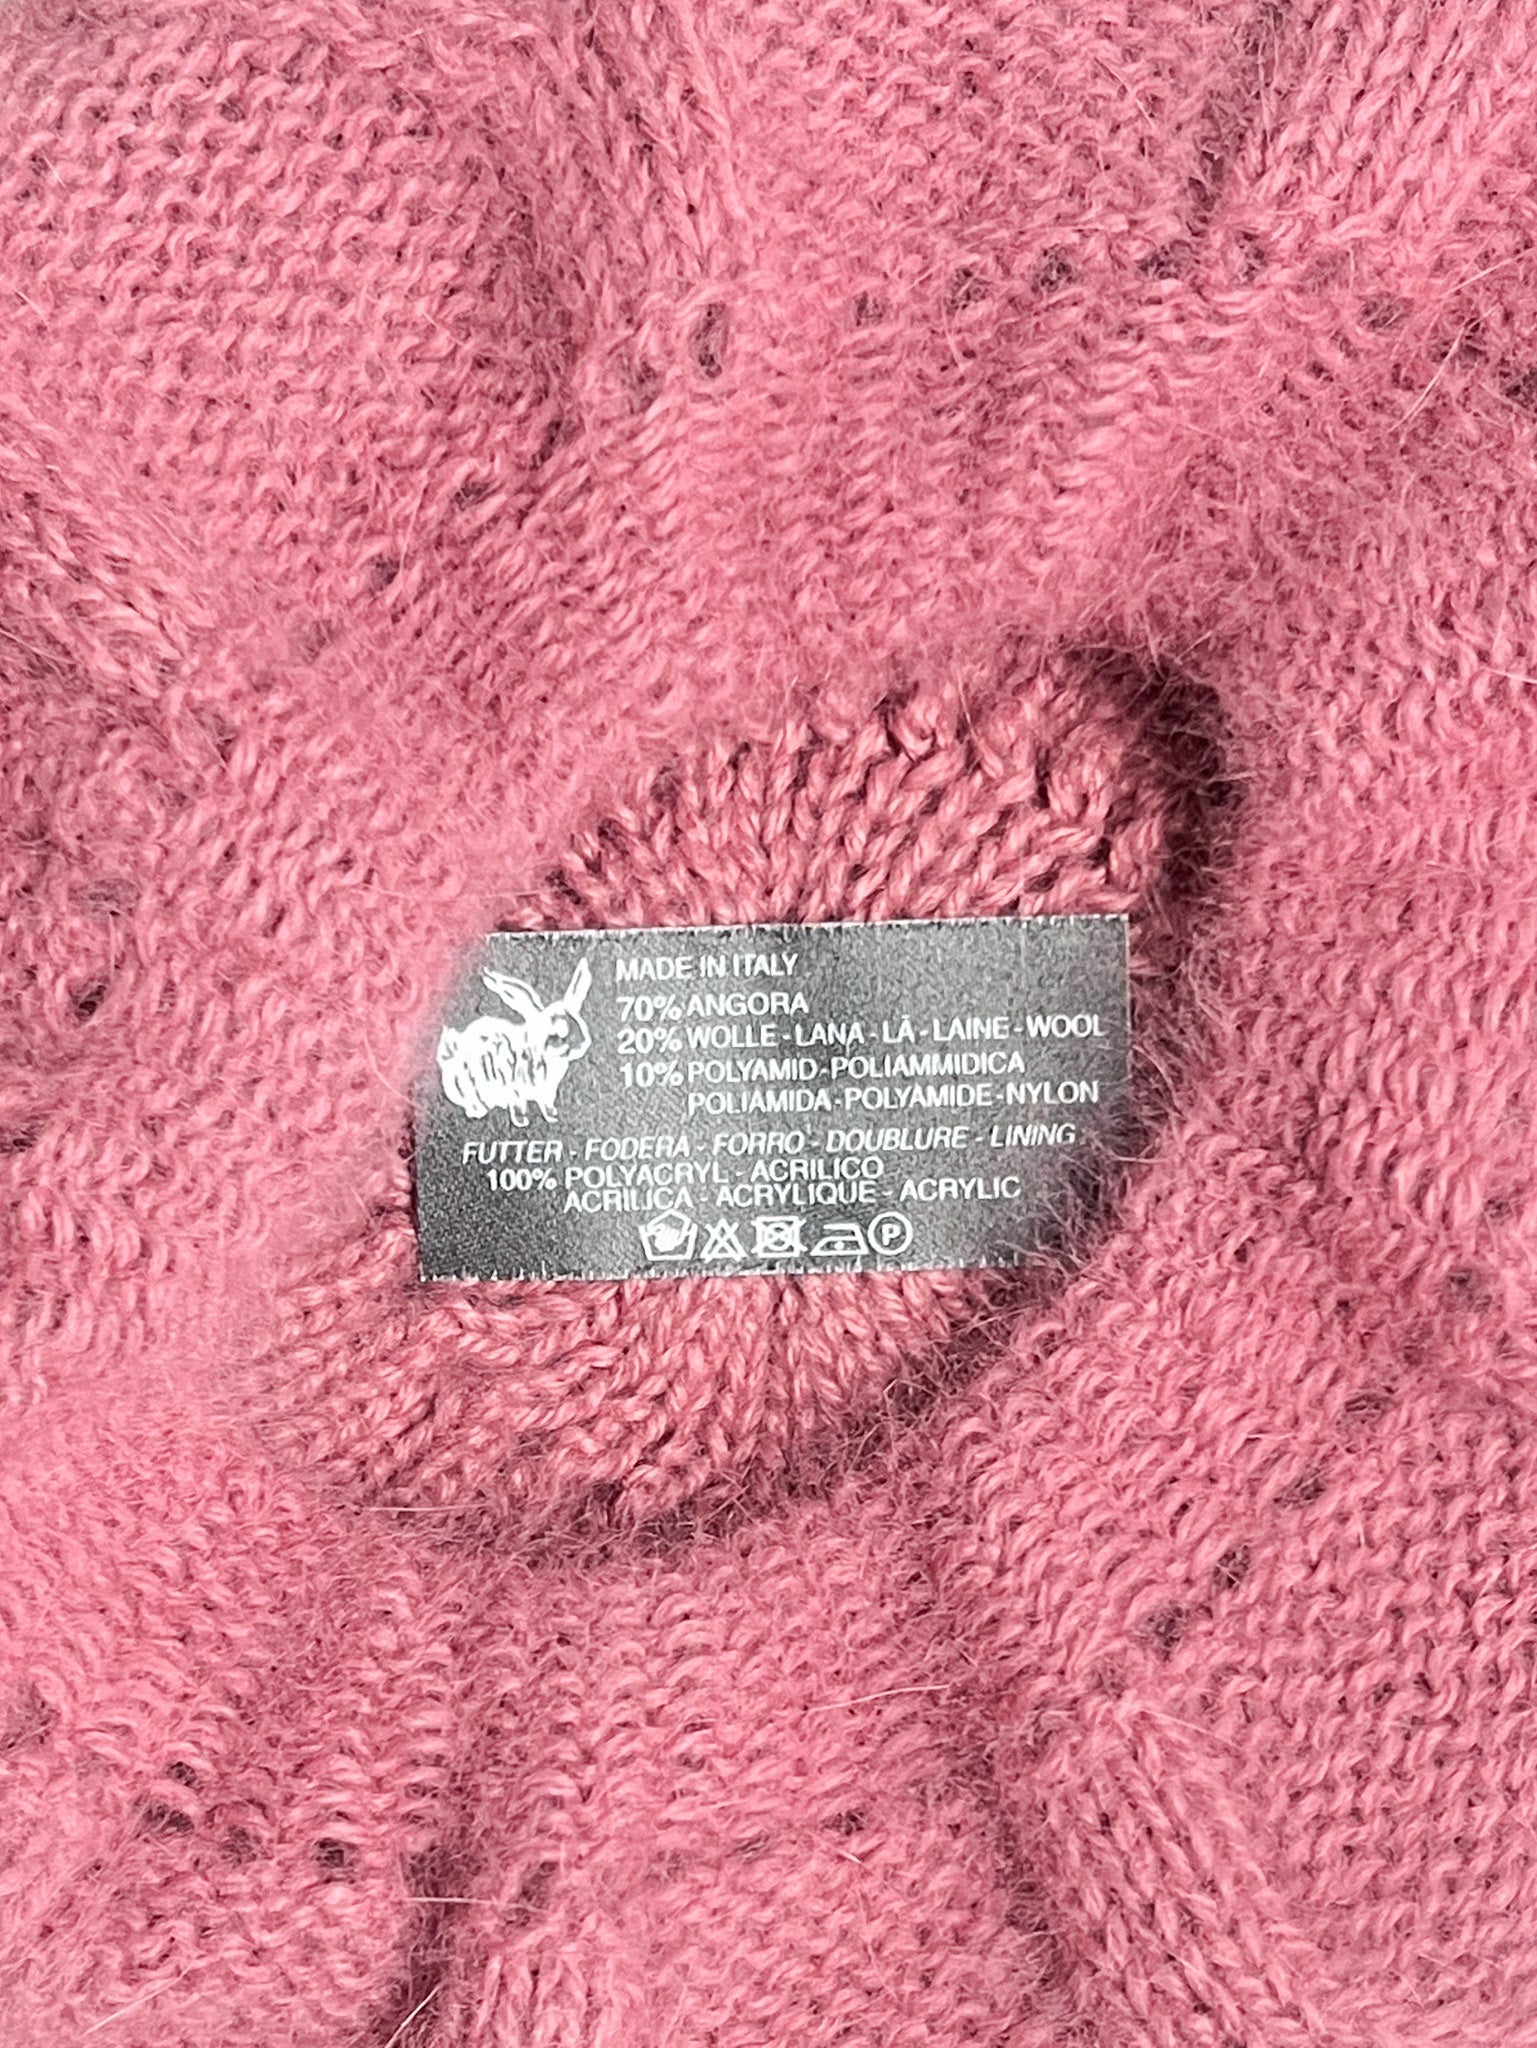 MADE IN ITALY
70% ANGORA
20% WOLLE - LANA - LÃ - LAINE - WOOL
10% POLYAMID - POLIAMMIDICA
POLIAMIDA - POLYAMIDE - NYLON
FUTTER - FODERA - FORRO - DOUBLURE - LINING
100% POLYACRYL - ACRILICO
ACRILICA - ACRYLIQUE - ACRYLIC
P